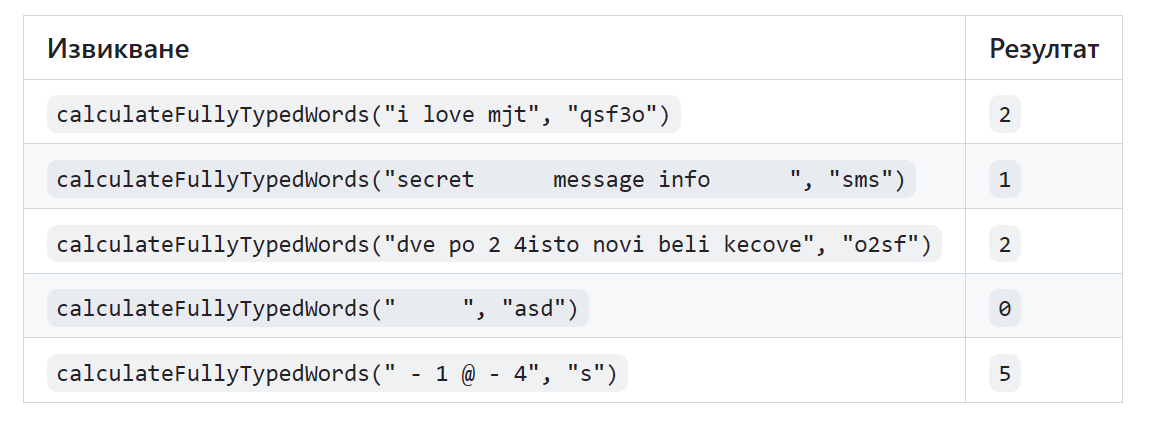 Извикване Резултат
calculateFullyTypedWords("i love mjt", "qsf3o") 2
calculateFullyTypedWords("secret      message info      ", "sms") 1
calculateFullyTypedWords("dve po 2 4isto novi beli kecove", "o2sf") 2
calculateFullyTypedWords("     ", "asd") 0
calculateFullyTypedWords(" - 1 @ - 4", "s") 5